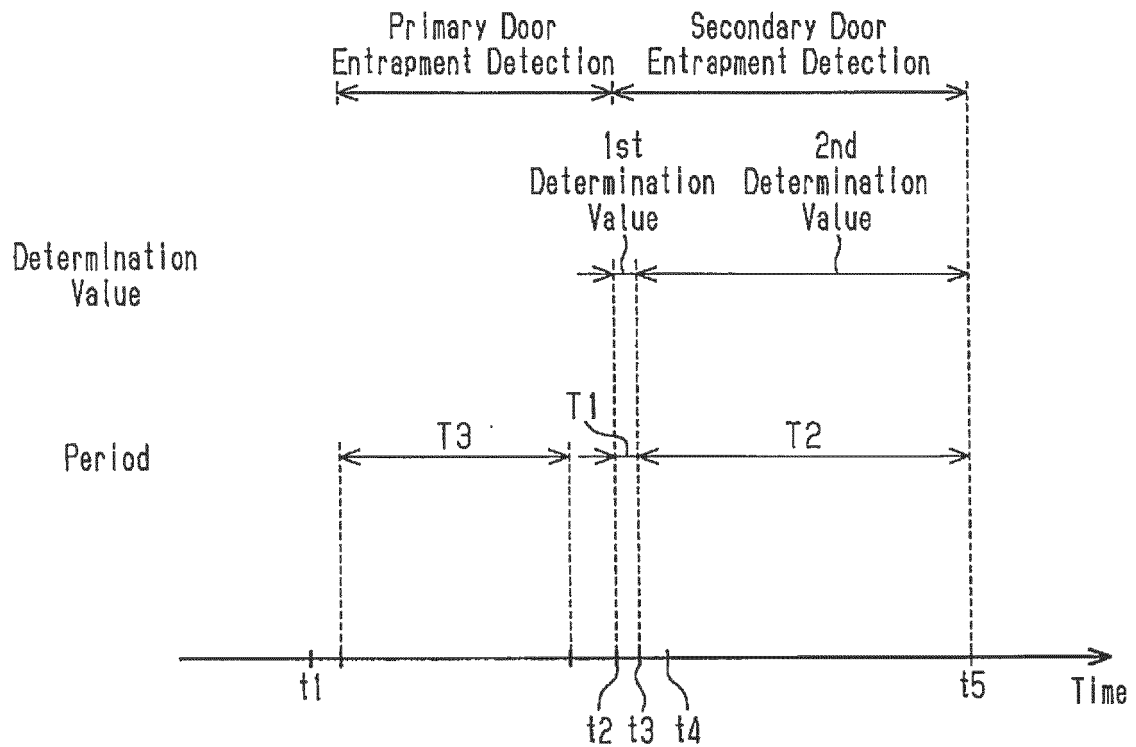 Primary Door
Entrapment Detection
Secondary Door
Entrapment Detection
1st
Determination
Value
2nd
Determination
Value
Determination
Value
T1
Period
T3
T2
t1
t2
t3
t4
t5
Time